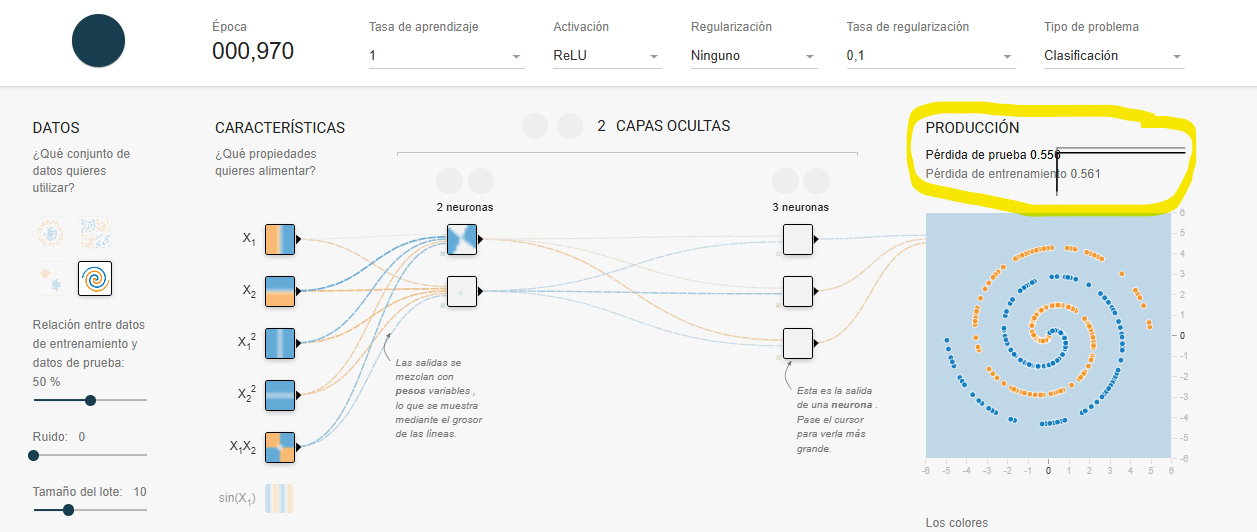 Época
000,970
Tasa de aprendizaje
1
Activación
ReLU
Regularización
Ninguno
Tasa de regularización
0,1
Tipo de problema
Clasificación
DATOS
¿Qué conjunto de
datos quieres
utilizar?
Relación entre datos
de entrenamiento y
datos de prueba:
50 %
Ruido: 0
Tamaño del lote: 10
CARACTERÍSTICAS
¿Qué propiedades
quieres alimentar?
X1
X2
X1²
X2²
X1X2
sin(X1)
2 CAPAS OCULTAS
2 neuronas
Las salidas se
mezclan con
pesos variables ,
lo que se muestra
mediante el grosor
de las líneas.
3 neuronas
Esta es la salida
de una neurona .
Pase el cursor
para verla más
grande.
PRODUCCIÓN
Pérdida de prueba 0.556
Pérdida de entrenamiento 0.561
6
5
4
3
2
1
0
-1
-2
-3
-4
-5
-6
-6 -5 -4 -3 -2 -1 0 1 2 3 4 5 6
Los colores